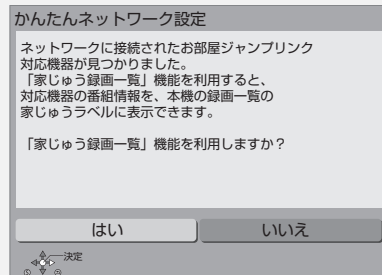 かんたんネットワーク設定
ネットワークに接続されたお部屋ジャンプリンク
対応機器が見つかりました。
「家じゅう録画一覧」機能を利用すると、
対応機器の番組情報を、本機の録画一覧の
家じゅうラベルに表示できます。
「家じゅう録画一覧」機能を利用しますか？
はい
いいえ
決定